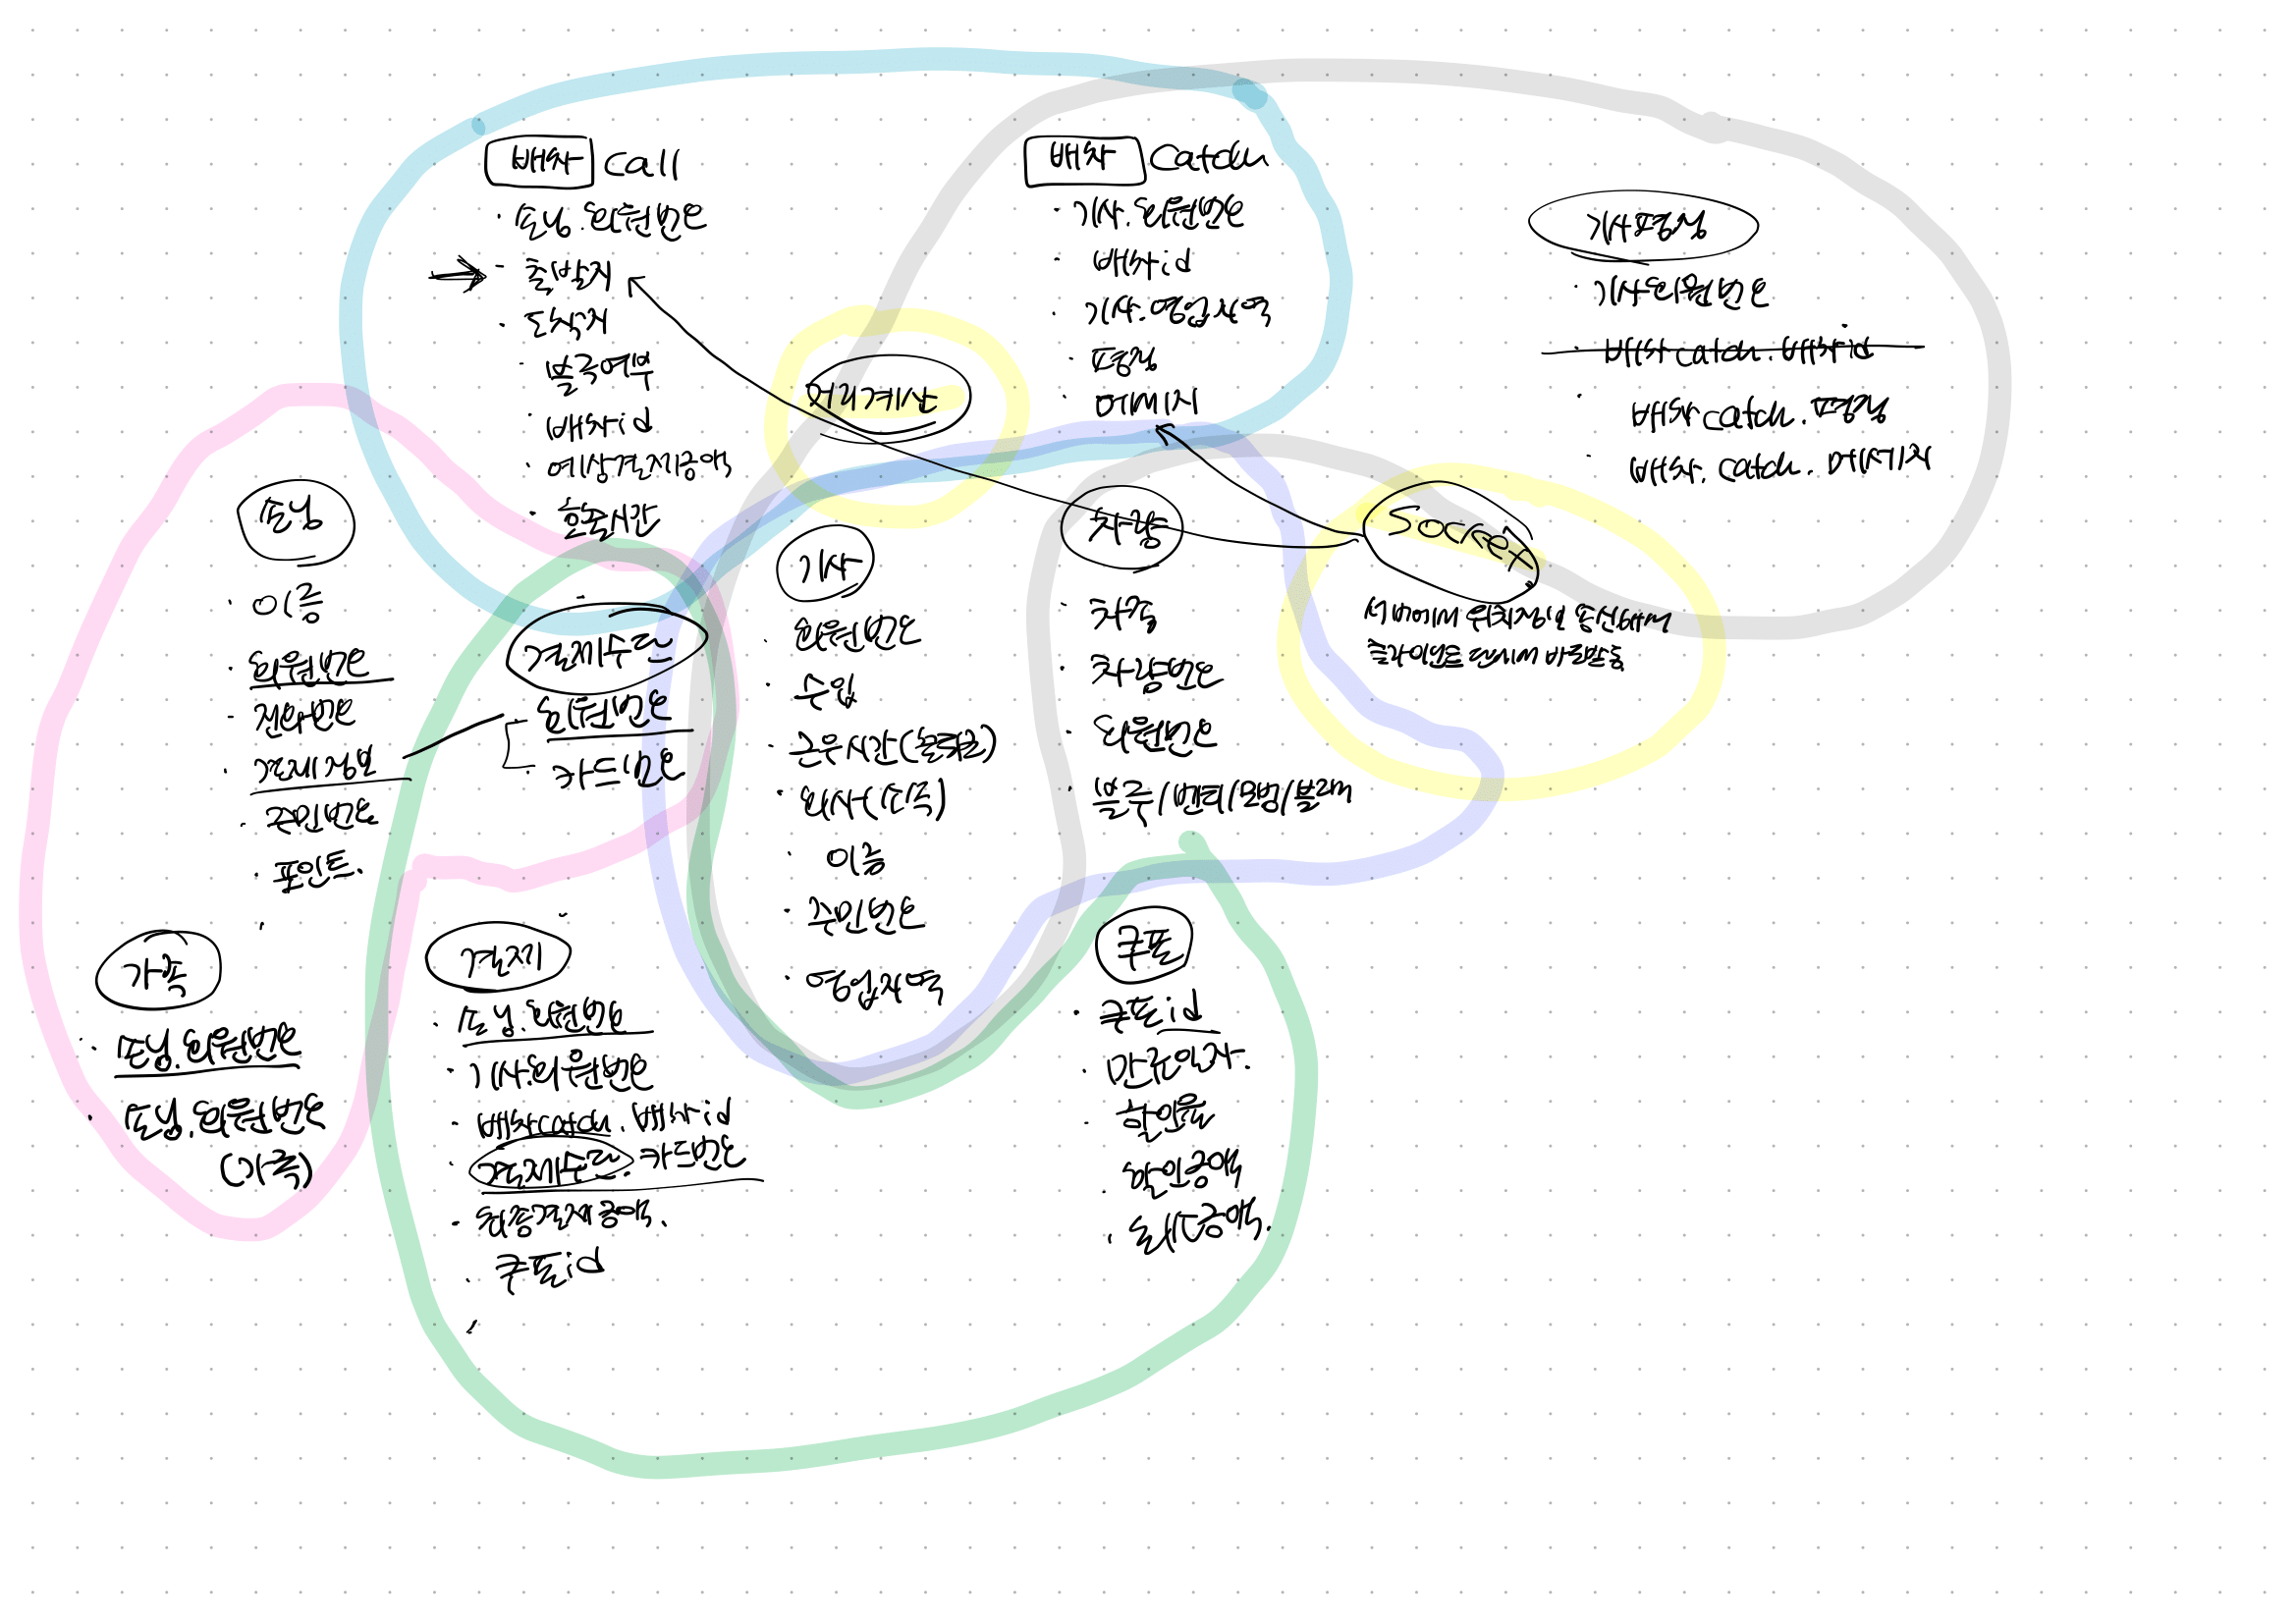 배차 Call
· 손님.회원번호
· 출발지
· 도착지
· 블루여부
· 배차id
· 예상결제금액
· 호출시간
배차 Catch
· 기사.회원번호
· 배차id
· 기사.영업지역
· 평점
· 메세지
기사평점
· 기사회원번호
· 배차catch.배차id
· 배차catch.평점
· 배차.catch.메세지
거리계산
Socket
서버에서 위치정보 송신해서
클라이언트 단에서 바로발동
손님
· 이름
· 회원번호
· 전화번호
· 결제정보
· 주민번호
· 포인트.
결제수단
회원번호
· 카드번호
기사
· 회원번호
· 수입
· 근무시간(출퇴근)
· 회사(소속)
· 이름
· 주민번호
· 영업지역
차량
· 차종
· 차량번호
· 회원번호
· 블루/벤티/모범/블랙
가족
· 손님.회원번호
· 손님.회원번호
(가족)
결제
· 손님.회원번호
· 기사.회원번호
· 배차catch.배차id
· 결제수단.카드번호
· 최종결제금액.
· 쿠폰id
쿠폰
· 쿠폰id
· 만료일자.
· 할인율
· 할인금액
· 최대금액.